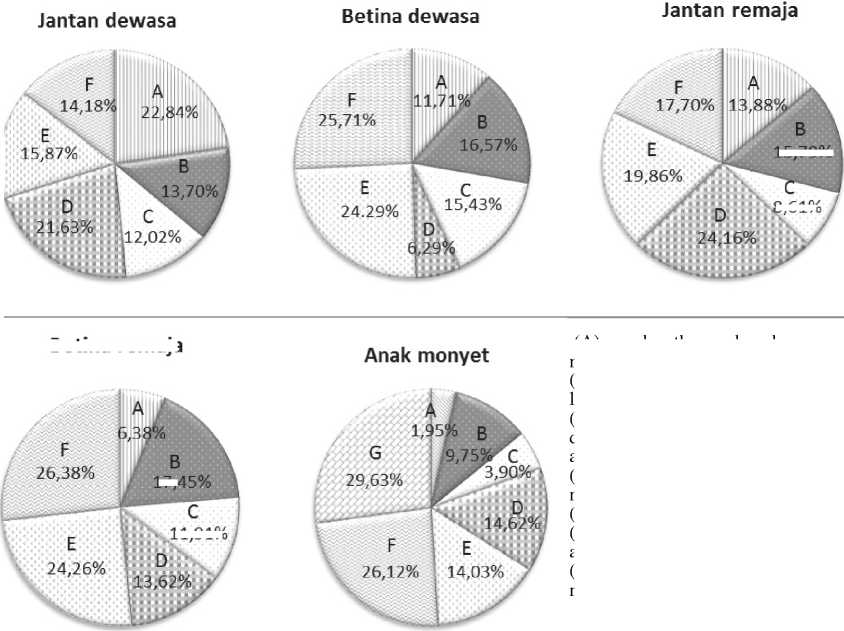 Jantan dewasa
A
22,84%
B
13,70%
C
12,02%
D
21,63%
E
15,87%
F
14,18%
Betina dewasa
A
11,71%
B
16,57%
C
15,43%
D
6,29%
E
24.29%
F
25,71%
Jantan remaja
A
13,88%
B
C
D
24,16%
E
19,86%
F
17,70%
A
6,38%
B
17,45%
C
D
13,62%
E
24,26%
F
26,38%
Anak monyet
A
1,95%
B
9,75%
C
3,90%
D
14,62%
E
14,03%
F
26,12%
G
29,63%
(A)